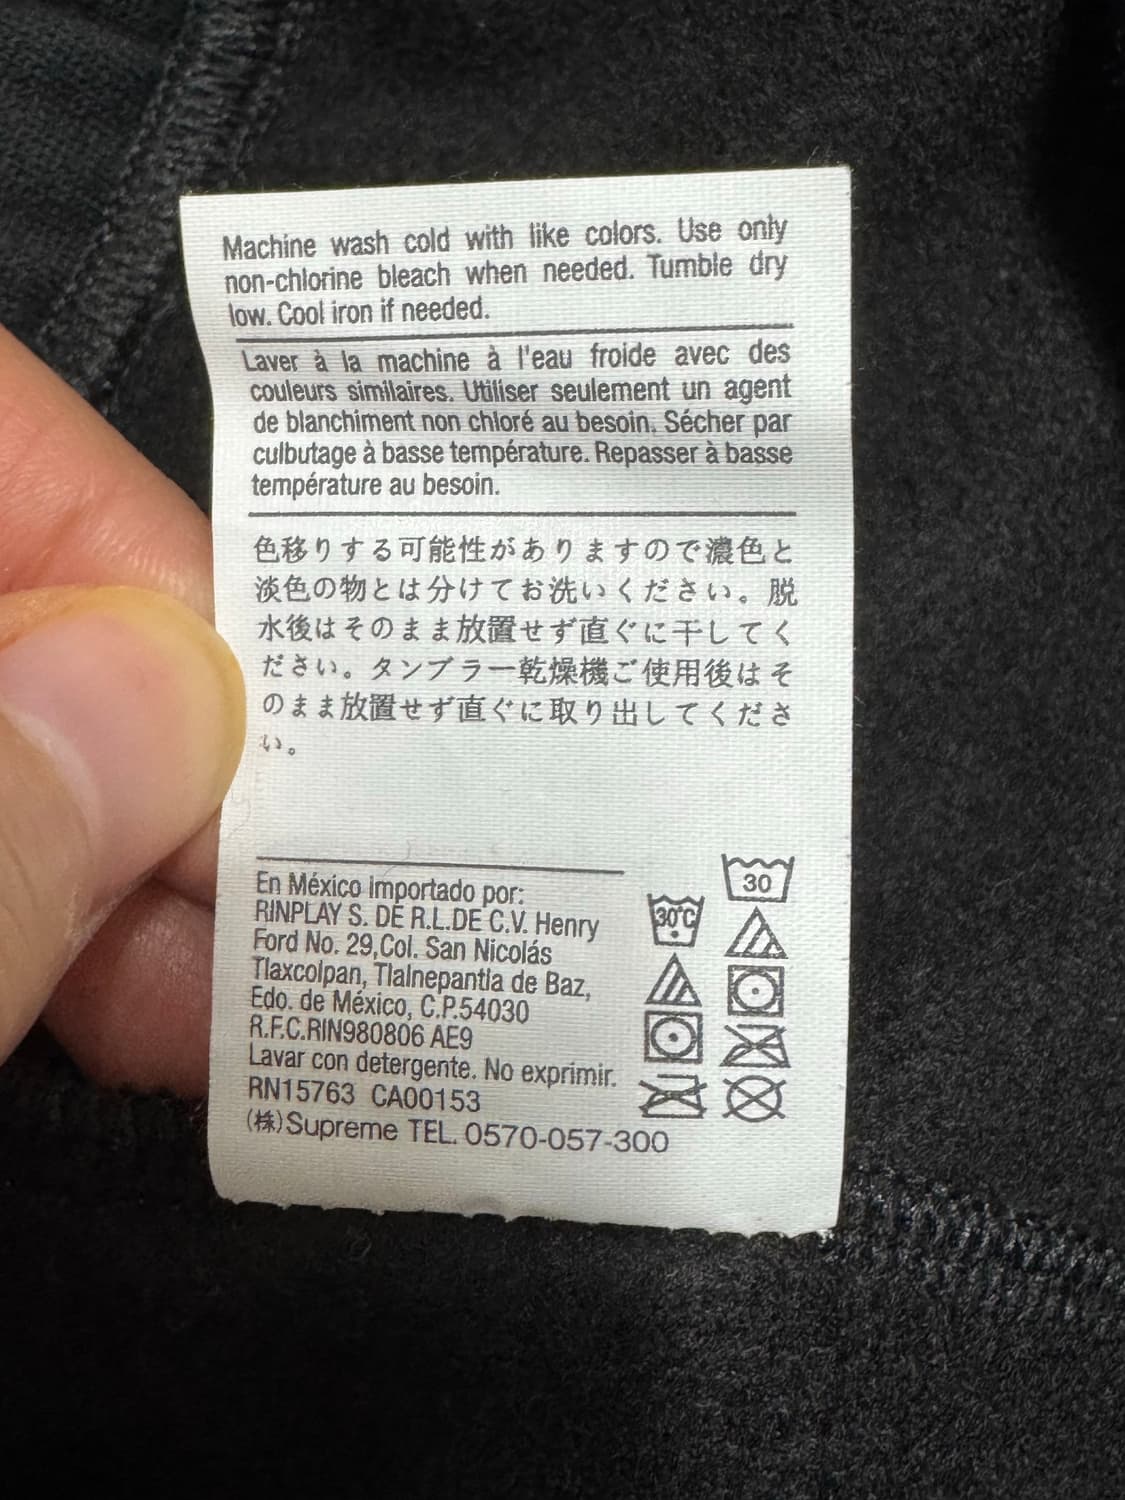 Machine wash cold with like colors. Use only
non-chlorine bleach when needed. Tumble dry
low. Cool iron if needed.
Laver à la machine à l'eau froide avec des
couleurs similaires. Utiliser seulement un agent
de blanchiment non chloré au besoin. Sécher par
culbutage à basse température. Repasser à basse
température au besoin.
色移りする可能性がありますので濃色と
淡色の物とは分けてお洗いください。脱
水後はそのまま放置せず直ぐに干してく
ださい。タンブラー乾燥機ご使用後はそ
のまま放置せず直ぐに取り出してくださ
い。
En México importado por:
RINPLAY S. DE R.L.DE C.V. Henry
Ford No. 29,Col. San Nicolás
Tlaxcolpan, Tlalnepantla de Baz,
Edo. de México, C.P.54030
R.F.C.RIN980806 AE9
Lavar con detergente. No exprimir.
RN15763 CA00153
(株)Supreme TEL. 0570-057-300
30°C
30